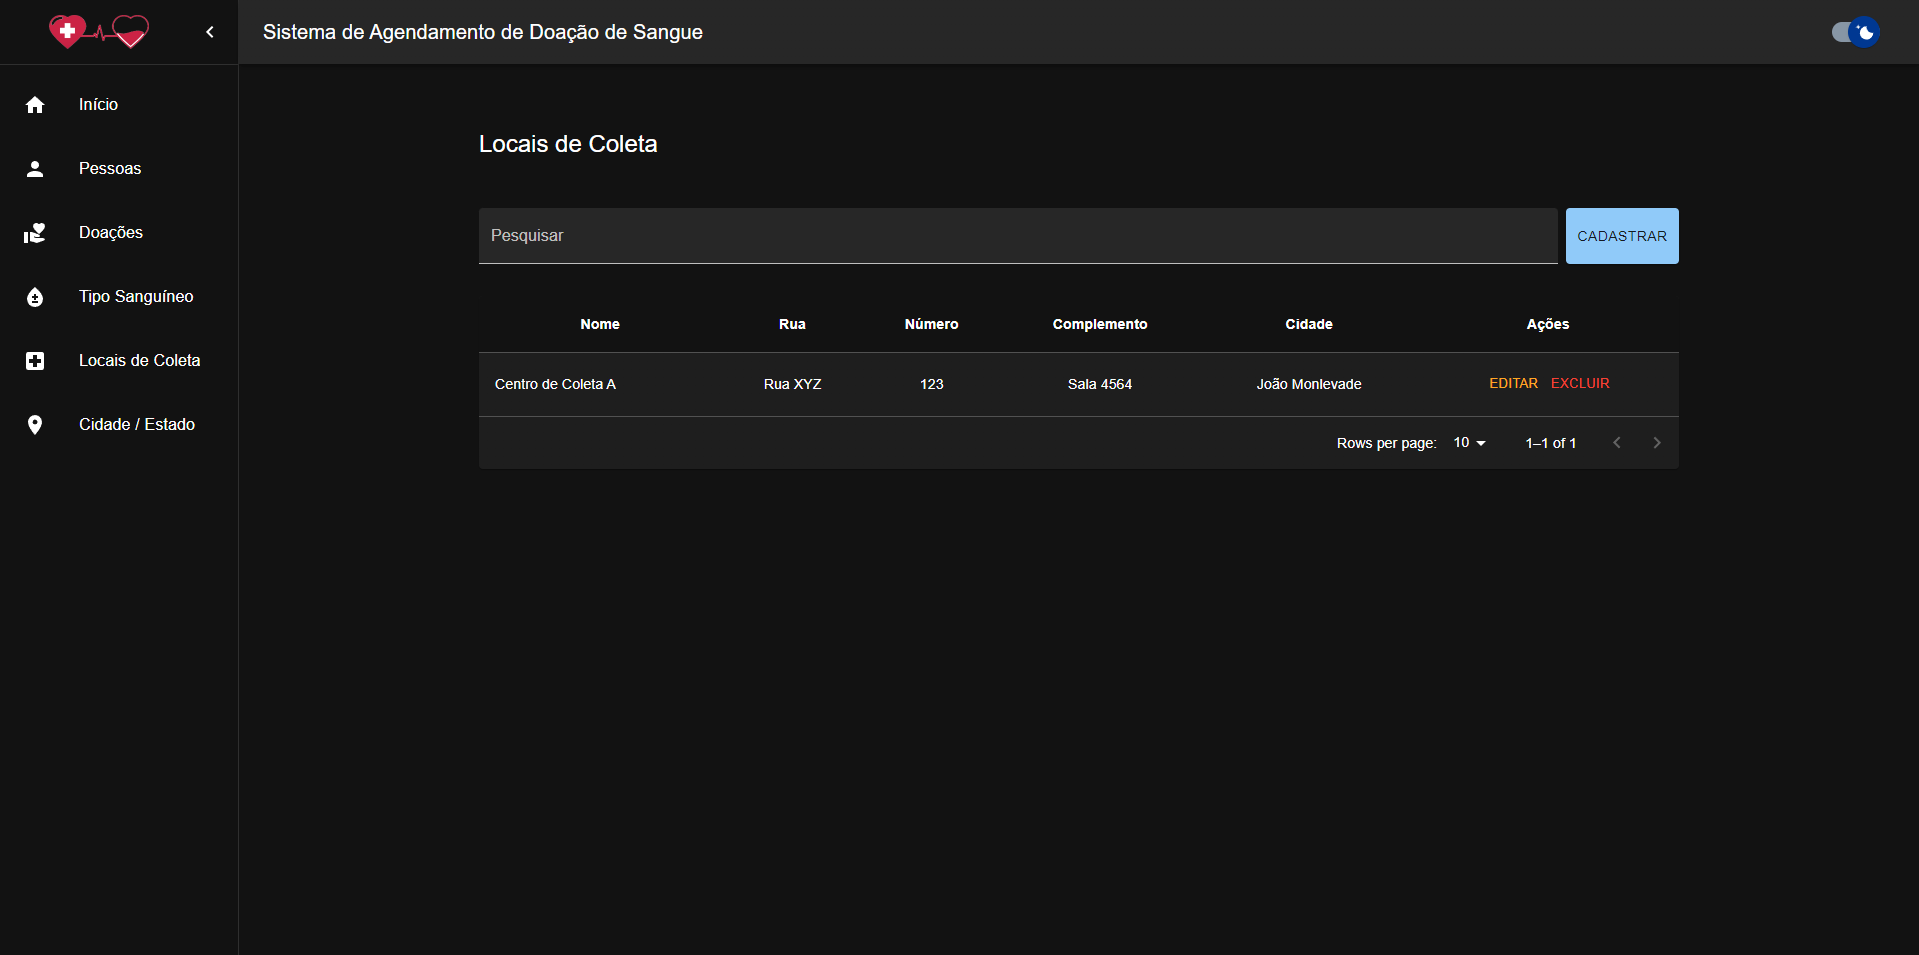 Sistema de Agendamento de Doação de Sangue
Início
Pessoas
Doações
Tipo Sanguíneo
Locais de Coleta
Cidade / Estado
Locais de Coleta
Pesquisar
CADASTRAR
Nome Rua Número Complemento Cidade Ações
Centro de Coleta A Rua XYZ 123 Sala 4564 João Monlevade EDITAR EXCLUIR
Rows per page: 10 1–1 of 1